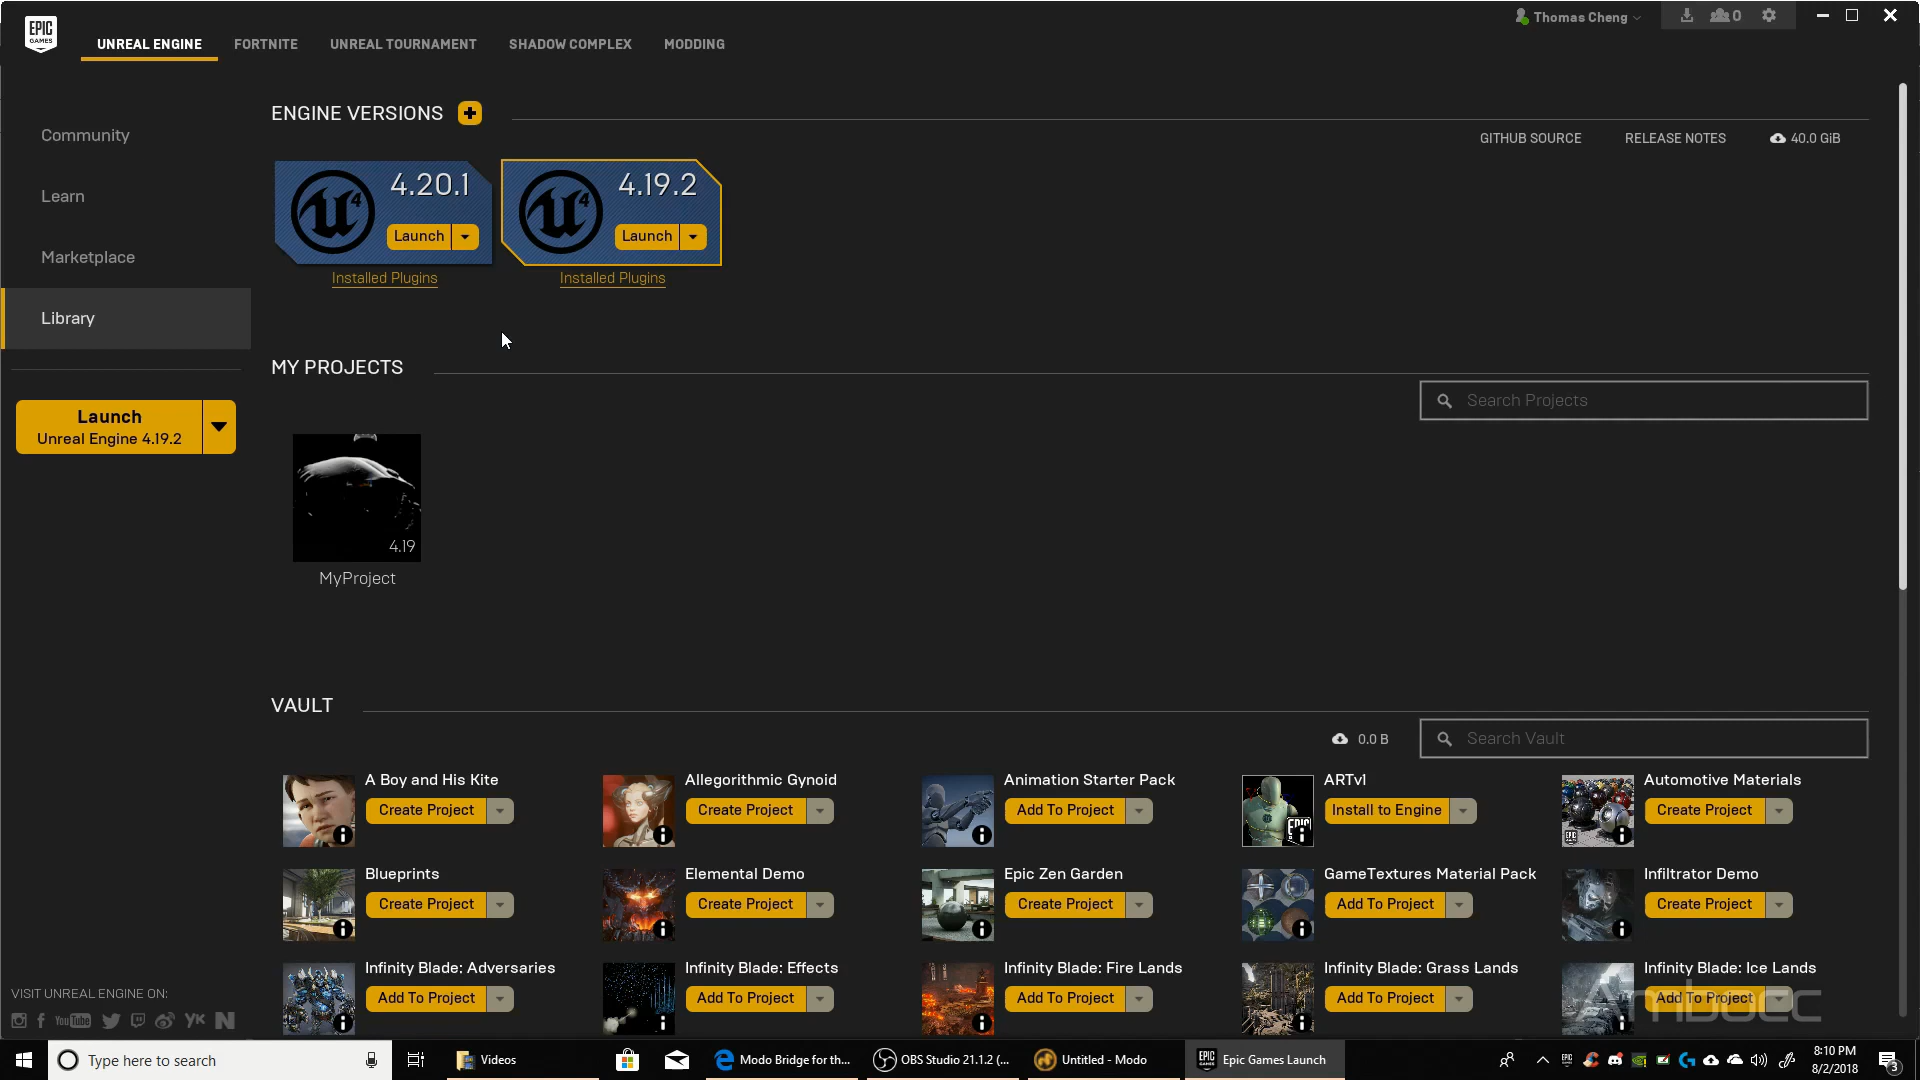 EPIC
GAMES
UNREAL ENGINE
FORTNITE
UNREAL TOURNAMENT
SHADOW COMPLEX
MODDING
Thomas Cheng
0
Community
Learn
Marketplace
Library
Launch
Unreal Engine 4.19.2
ENGINE VERSIONS
GITHUB SOURCE
RELEASE NOTES
40.0 GiB
4.20.1
Launch
Installed Plugins
4.19.2
Launch
Installed Plugins
MY PROJECTS
Search Projects
4.19
MyProject
VAULT
0.0 B
Search Vault
A Boy and His Kite
Create Project
Allegorithmic Gynoid
Create Project
Animation Starter Pack
Add To Project
ARTv1
Install to Engine
EPIC
Automotive Materials
Create Project
Blueprints
Create Project
Elemental Demo
Create Project
Epic Zen Garden
Create Project
GameTextures Material Pack
Add To Project
Infiltrator Demo
Create Project
Infinity Blade: Adversaries
Add To Project
Infinity Blade: Effects
Add To Project
Infinity Blade: Fire Lands
Add To Project
Infinity Blade: Grass Lands
Add To Project
Infinity Blade: Ice Lands
Add To Project
Amboec
VISIT UNREAL ENGINE ON:
YouTube
Type here to search
Videos
Modo Bridge for th...
OBS Studio 21.1.2 (...
Untitled - Modo
Epic Games Launch
8:10 PM
8/2/2018
3